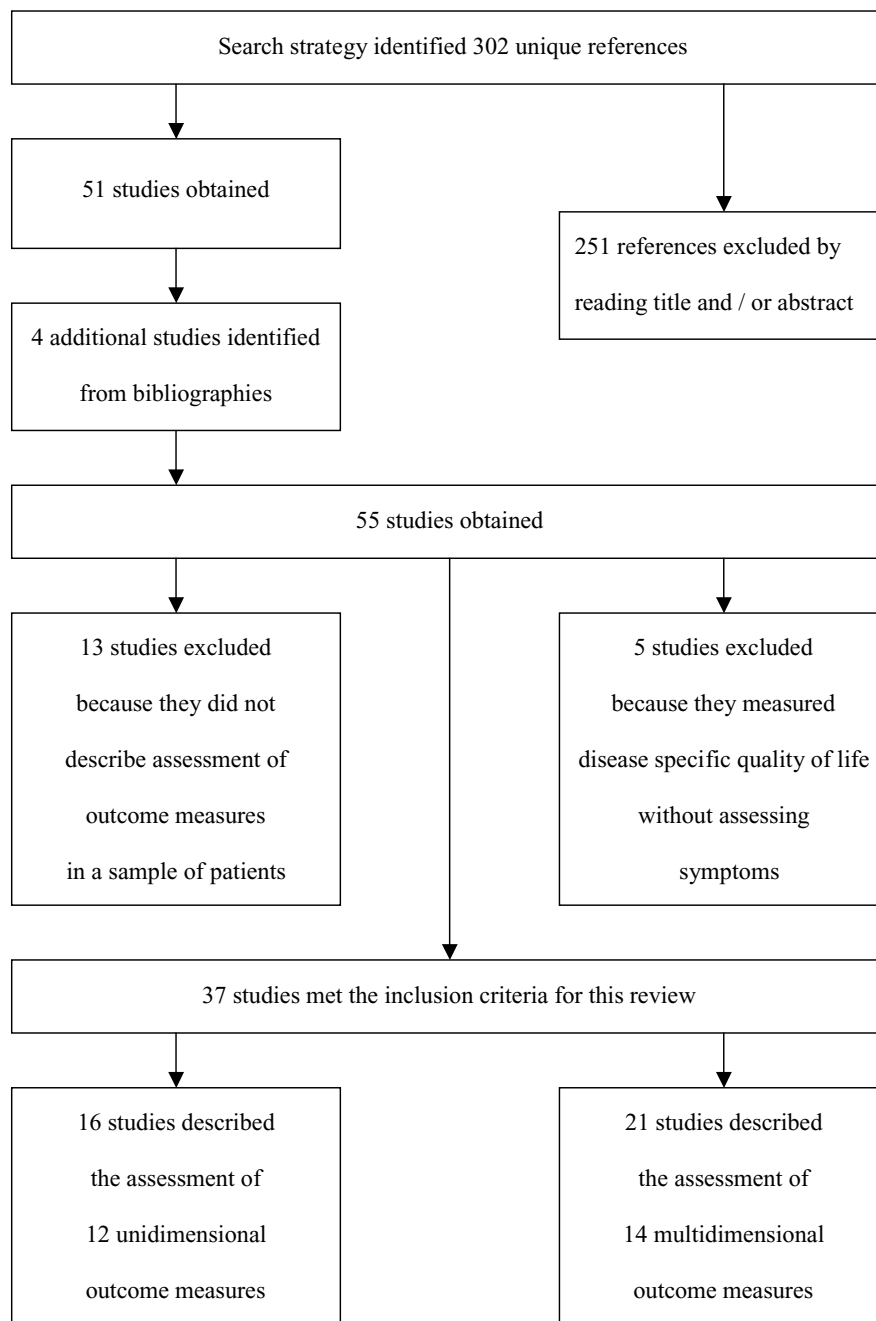 Search strategy identified 302 unique references
51 studies obtained
251 references excluded by
reading title and / or abstract
4 additional studies identified
from bibliographies
55 studies obtained
13 studies excluded
because they did not
describe assessment of
outcome measures
in a sample of patients
5 studies excluded
because they measured
disease specific quality of life
without assessing
symptoms
37 studies met the inclusion criteria for this review
16 studies described
the assessment of
12 unidimensional
outcome measures
21 studies described
the assessment of
14 multidimensional
outcome measures